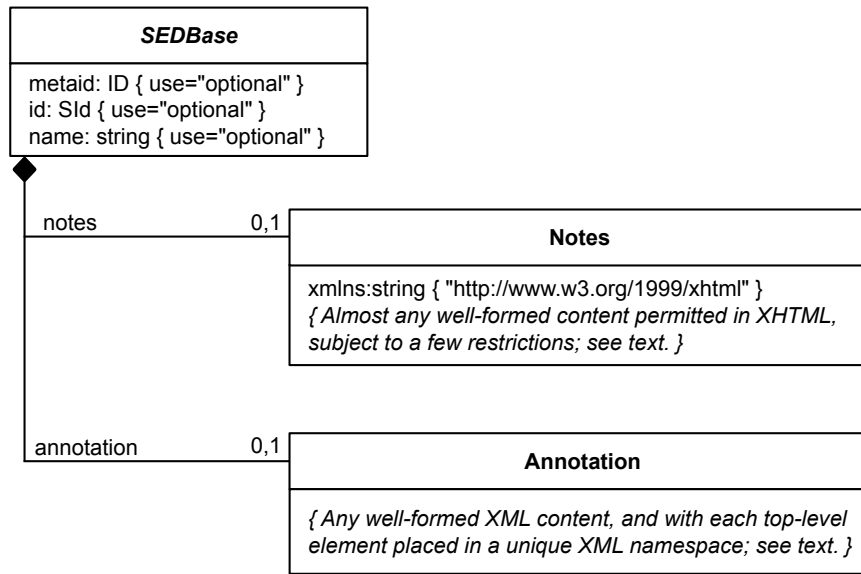 SEDBase
metaid: ID { use="optional" }
id: SId { use="optional" }
name: string { use="optional" }
notes
0,1
Notes
xmlns:string { "http://www.w3.org/1999/xhtml" }
{ Almost any well-formed content permitted in XHTML,
subject to a few restrictions; see text. }
annotation
0,1
Annotation
{ Any well-formed XML content, and with each top-level
element placed in a unique XML namespace; see text. }